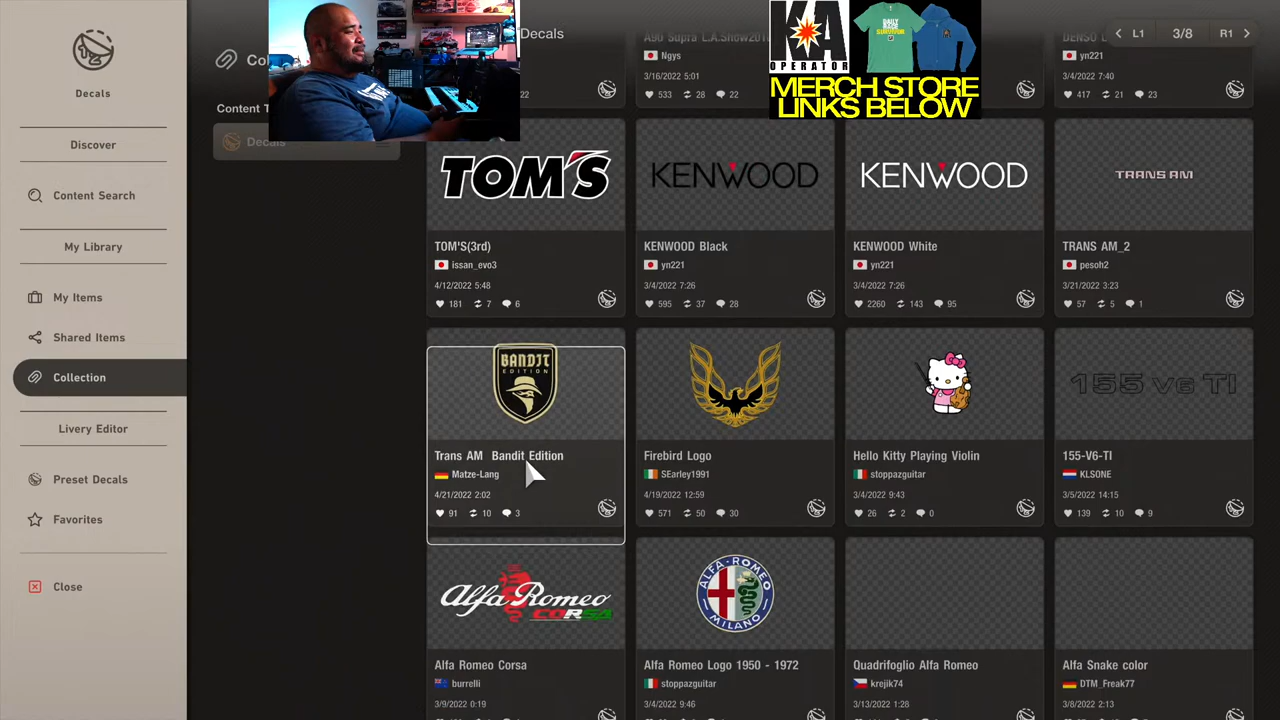 Decals
Discover
Content Search
My Library
My Items
Shared Items
Collection
Livery Editor
Preset Decals
Favorites
Close
Decals
L1 3/8 R1
KA
OPERATOR
MERCH STORE
LINKS BELOW
Decals
Ngys
3/16/2022 5:01
533 28 22
yn221
3/4/2022 7:40
417 21 23
TOM'S
TOM'S(3rd)
issan_evo3
4/12/2022 5:48
181 7 6
KENWOOD
KENWOOD Black
yn221
3/4/2022 7:26
595 37 28
KENWOOD
KENWOOD White
yn221
3/4/2022 7:26
2260 143 95
TRANS AM
TRANS AM_2
pesoh2
3/21/2022 3:23
57 5 1
BANDIT
EDITION
Trans AM Bandit Edition
Matze-Lang
4/21/2022 2:02
91 10 3
Firebird Logo
SEarley1991
4/19/2022 12:59
571 50 30
Hello Kitty Playing Violin
stoppazguitar
3/4/2022 9:43
26 2 0
155 V6 TI
155-V6-TI
KLSONE
3/5/2022 14:15
139 10 9
Alfa Romeo
CORSA
Alfa Romeo Corsa
burrelli
3/9/2022 0:19
ALFA-ROMEO
MILANO
Alfa Romeo Logo 1950 - 1972
stoppazguitar
3/4/2022 9:46
Quadrifoglio Alfa Romeo
krejik74
3/13/2022 1:28
Alfa Snake color
DTM_Freak77
3/8/2022 2:13